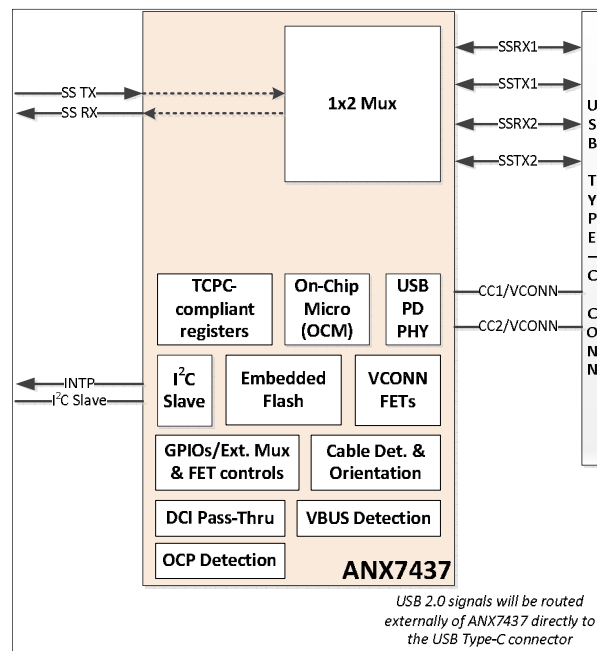 SS TX
SS RX
1x2 Mux
SSRX1
SSTX1
SSRX2
SSTX2
USB TYPE–C CONN
TCPC-
compliant
registers
On-Chip
Micro
(OCM)
USB
PD
PHY
CC1/VCONN
CC2/VCONN
INTP
I²C Slave
I²C
Slave
Embedded
Flash
VCONN
FETs
GPIOs/Ext. Mux
& FET controls
Cable Det. &
Orientation
DCI Pass-Thru
VBUS Detection
OCP Detection
ANX7437
USB 2.0 signals will be routed
externally of ANX7437 directly to
the USB Type-C connector